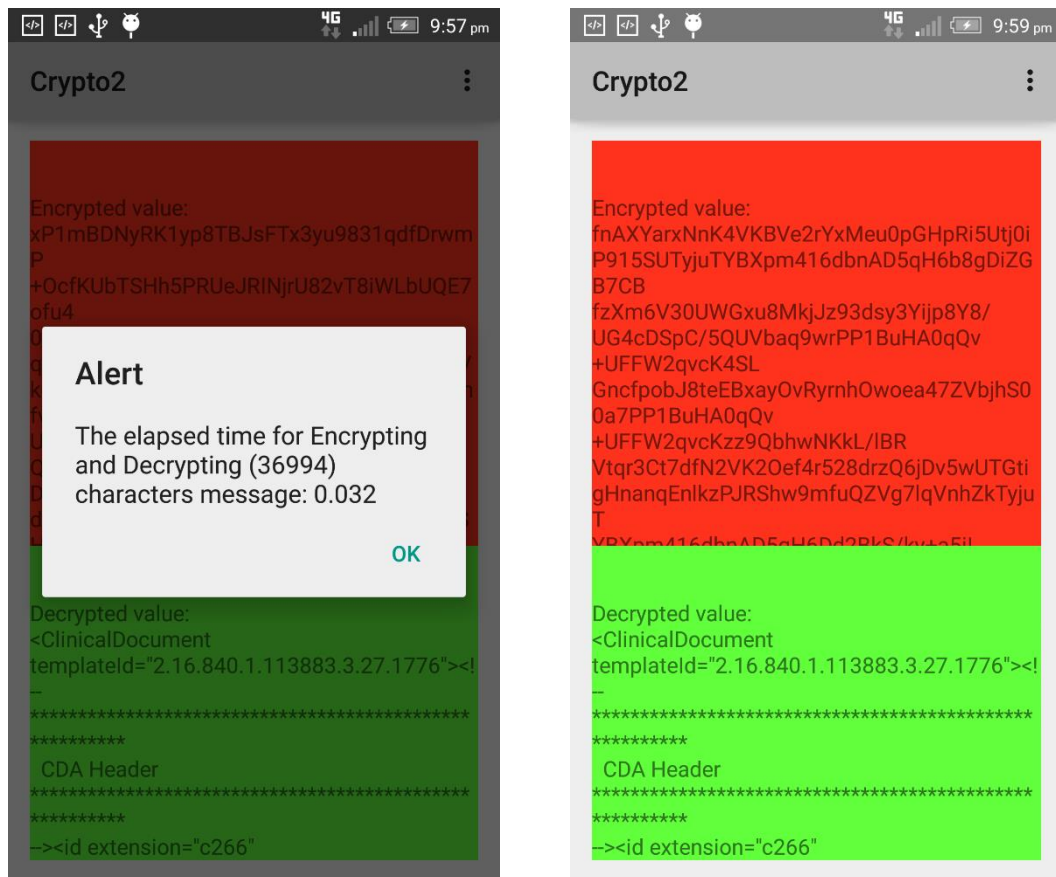 4G
9:57 pm
Crypto2
Encrypted value:
xP1mBDNyRK1yp8TBJsFTx3yu9831qdfDrwm
P
+OcfKUbTSHh5PRUeJRINjrU82vT8iWLbUQE7
ofu4
Alert
The elapsed time for Encrypting
and Decrypting (36994)
characters message: 0.032
OK
Decrypted value:
<ClinicalDocument
templateId="2.16.840.1.113883.3.27.1776"><!
--
**********************************************
**********
CDA Header
**********************************************
**********
--><id extension="c266"
4G
9:59 pm
Crypto2
Encrypted value:
fnAXYarxNnK4VKBVe2rYxMeu0pGHpRi5Utj0i
P915SUTyjuTYBXpm416dbnAD5qH6b8gDiZG
B7CB
fzXm6V30UWGxu8MkjJz93dsy3Yijp8Y8/
UG4cDSpC/5QUVbaq9wrPP1BuHA0qQv
+UFFW2qvcK4SL
GncfpobJ8teEBxayOvRyrnhOwoea47ZVbjhS0
0a7PP1BuHA0qQv
+UFFW2qvcKzz9QbhwNKkL/lBR
Vtqr3Ct7dfN2VK2Oef4r528drzQ6jDv5wUTGti
gHnanqEnlkzPJRShw9mfuQZVg7lqVnhZkTyju
T
Decrypted value:
<ClinicalDocument
templateId="2.16.840.1.113883.3.27.1776"><!
--
**********************************************
**********
CDA Header
**********************************************
**********
--><id extension="c266"